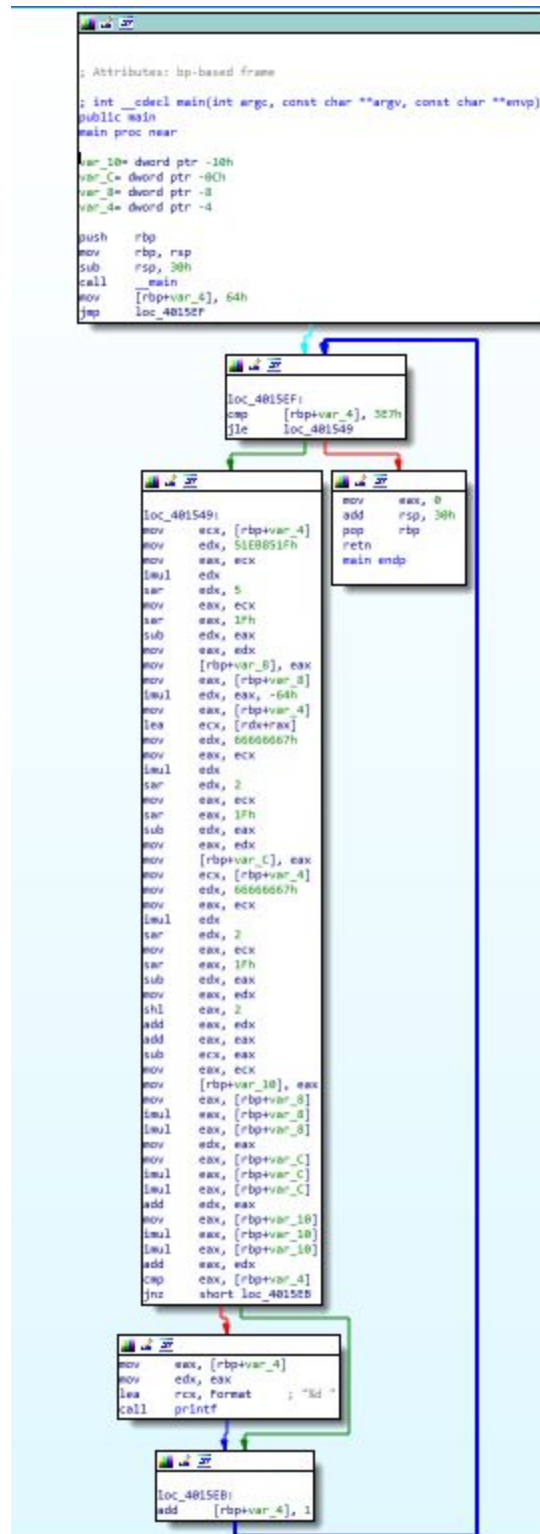 ; Attributes: bp-based frame
; int __cdecl main(int argc, const char **argv, const char **envp)
public main
main proc near
var_10= dword ptr -10h
var_C= dword ptr -0Ch
var_8= dword ptr -8
var_4= dword ptr -4
push rbp
mov rbp, rsp
sub rsp, 30h
call __main
mov [rbp+var_4], 64h
jmp loc_4015EF
loc_4015EF:
cmp [rbp+var_4], 3E7h
jle loc_401549
loc_401549:
mov ecx, [rbp+var_4]
mov edx, 51EB851Fh
mov eax, ecx
imul edx
sar edx, 5
mov eax, ecx
sar eax, 1Fh
sub edx, eax
mov eax, edx
mov [rbp+var_8], eax
mov eax, [rbp+var_8]
imul edx, eax, -64h
mov eax, [rbp+var_4]
lea ecx, [rdx+rax]
mov edx, 66666667h
mov eax, ecx
imul edx
sar edx, 2
mov eax, ecx
sar eax, 1Fh
sub edx, eax
mov eax, edx
mov [rbp+var_C], eax
mov ecx, [rbp+var_4]
mov edx, 66666667h
mov eax, ecx
imul edx
sar edx, 2
mov eax, ecx
sar eax, 1Fh
sub edx, eax
mov eax, edx
shl eax, 2
add eax, edx
add eax, eax
sub ecx, eax
mov eax, ecx
mov [rbp+var_10], eax
mov eax, [rbp+var_8]
imul eax, [rbp+var_8]
imul eax, [rbp+var_8]
mov edx, eax
mov eax, [rbp+var_C]
imul eax, [rbp+var_C]
imul eax, [rbp+var_C]
add edx, eax
mov eax, [rbp+var_10]
imul eax, [rbp+var_10]
imul eax, [rbp+var_10]
add eax, edx
cmp eax, [rbp+var_4]
jnz short loc_4015EB
mov eax, 0
add rsp, 30h
pop rbp
retn
main endp
mov eax, [rbp+var_4]
mov edx, eax
lea rcx, Format ; "%d "
call printf
loc_4015EB:
add [rbp+var_4], 1